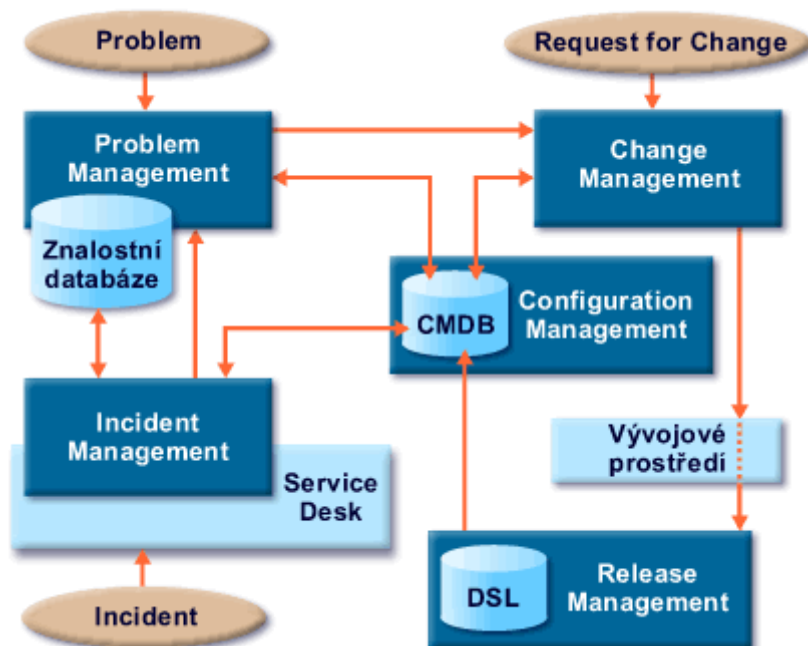 Problem
Request for Change
Problem
Management
Change
Management
Znalostní
databáze
CMDB
Configuration
Management
Incident
Management
Service
Desk
Vývojové
prostředí
DSL
Release
Management
Incident